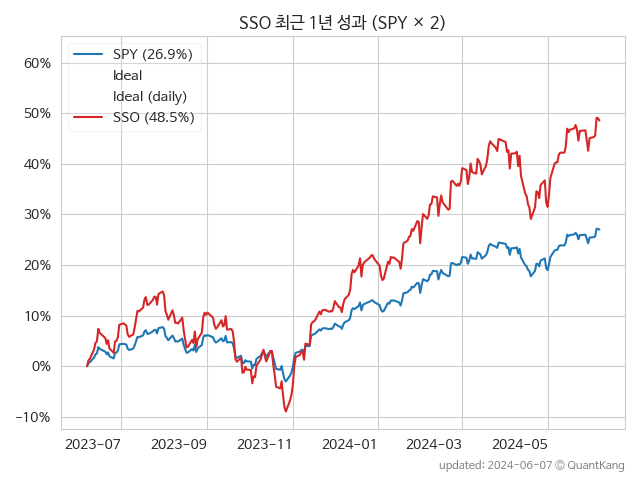 SSO 최근 1년 성과 (SPY × 2)
SPY (26.9%)
Ideal
Ideal (daily)
SSO (48.5%)
60%
50%
40%
30%
20%
10%
0%
−10%
2023-07 2023-09 2023-11 2024-01 2024-03 2024-05
updated: 2024-06-07 © QuantKang